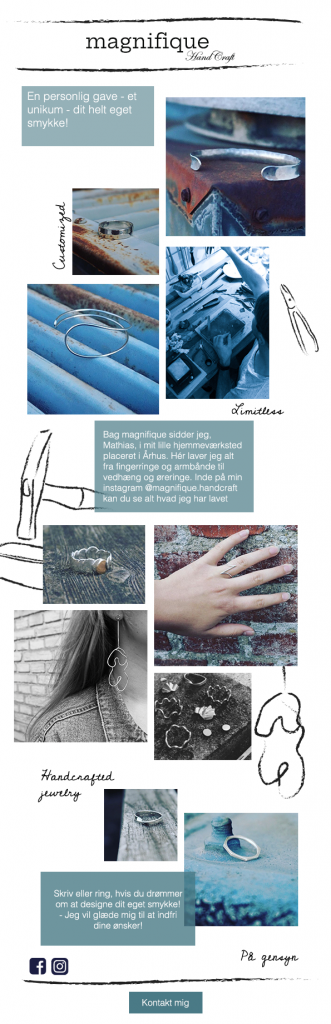 magnifique
Hand Craft
En personlig gave - et
unikum - dit helt eget
smykke!
Customized
Limitless
Bag magnifique sidder jeg,
Mathias, i mit lille hjemmeværksted
placeret i Århus. Hér laver jeg alt
fra fingerringe og armbånde til
vedhæng og øreringe. Inde på min
instagram @magnifique.handcraft
kan du se alt hvad jeg har lavet
Handcrafted
jewelry
Skriv eller ring, hvis du drømmer
om at designe dit eget smykke!
- Jeg vil glæde mig til at indfri
dine ønsker!
På gensyn
Kontakt mig